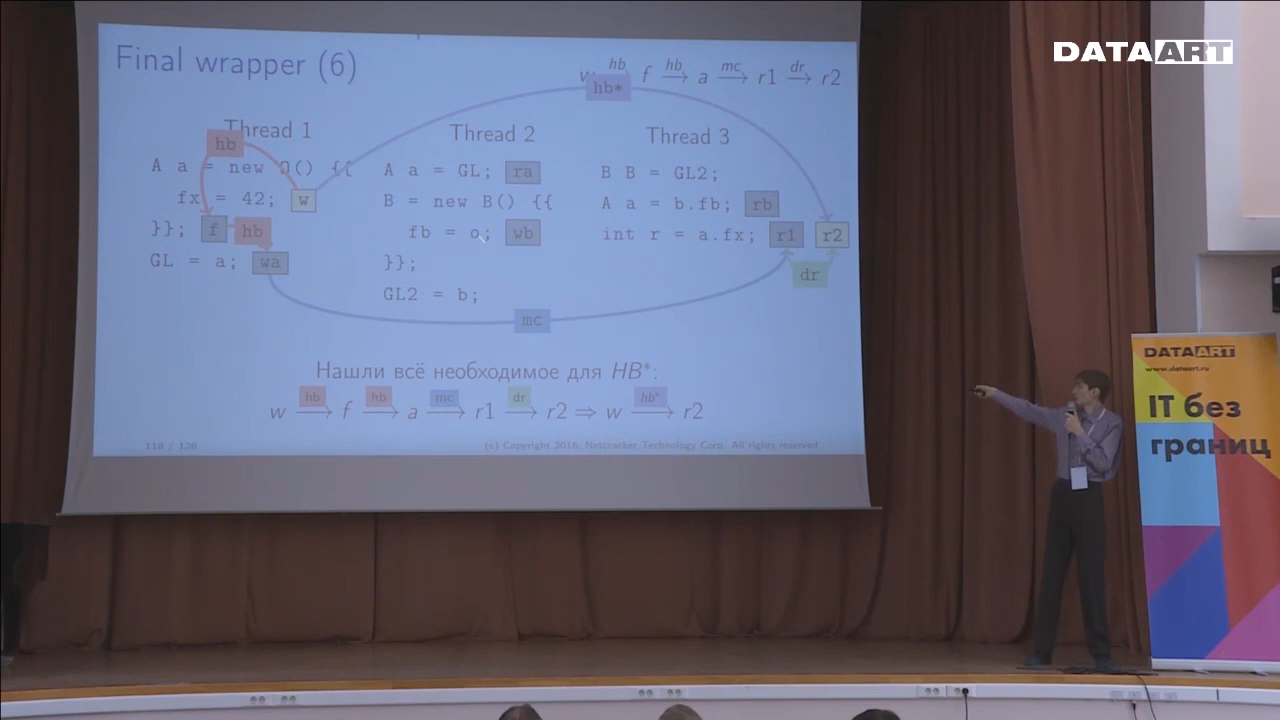 DATAART
Final wrapper (6)
hb hb mc dr
w → f → a → r1 → r2
hb*
Thread 1
hb
A a = new O() {{
fx = 42; w
}}; f hb
GL = a; wa
Thread 2
A a = GL; ra
B = new B() {{
fb = o; wb
}};
GL2 = b;
mc
Thread 3
B B = GL2;
A a = b.fb; rb
int r = a.fx; r1 r2
dr
Нашли всё необходимое для HB*:
hb hb mc dr hb*
w → f → a → r1 → r2 ⇒ w → r2
118 / 126
(c) Copyright 2016, Netcracker Technology Corp. All rights reserved
DATAART
www.dataart.ru
IT без
границ